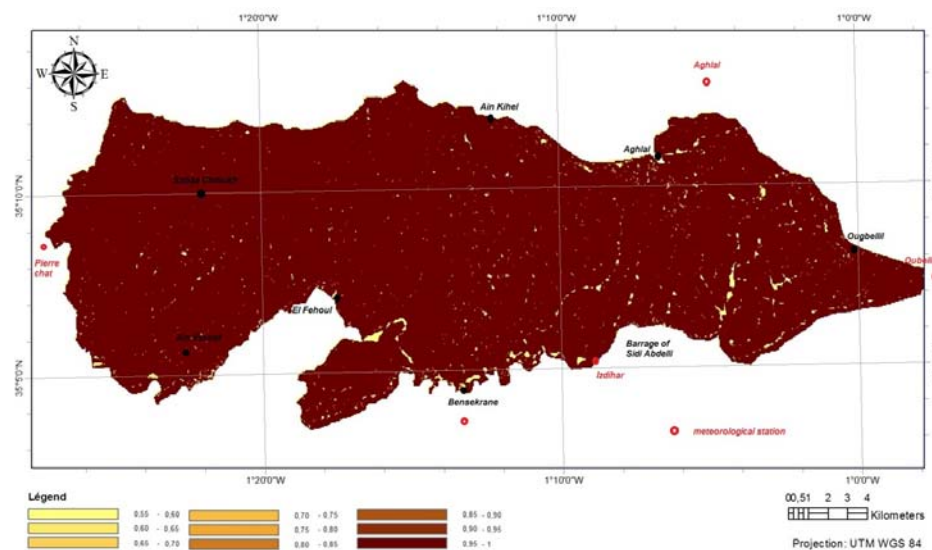 1°20'0"W 1°10'0"W 1°0'0"W
N
W E
S
Aghlal
Ain Kihel
Aghlal
35°10'0"N
Ougbellil
Pierre
chat
El Fehoul
Barrage of
Sidi Abdelli
Izdihar
35°5'0"N
Bensekrane
meteorological station
1°20'0"W 1°10'0"W 1°0'0"W
Légend
0,55 - 0,60 0,70 - 0,75 0,85 - 0,90
0,60 - 0,65 0,75 - 0,80 0,90 - 0,95
0,65 - 0,70 0,80 - 0,85 0,95 - 1
00,51 2 3 4
Kilometers
Projection: UTM WGS 84